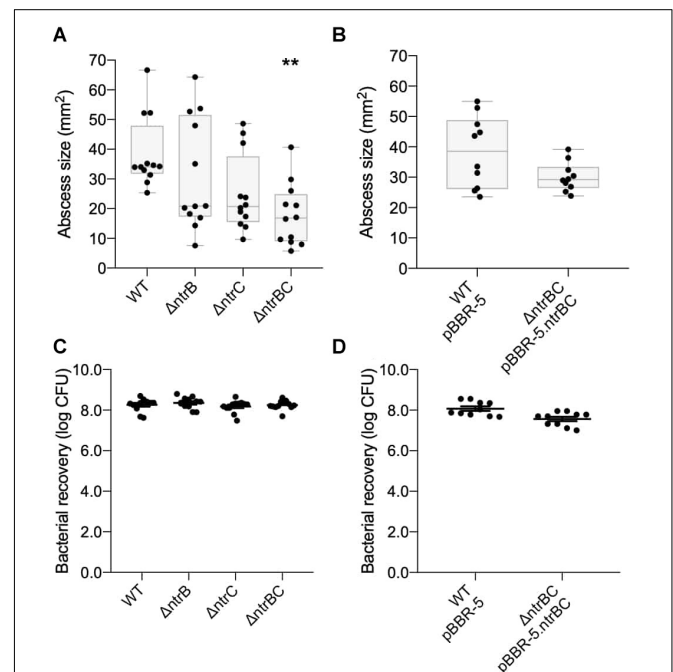 A
B
70
60
50
40
30
20
10
0
Abscess size (mm²)
**
WT
ΔntrB
ΔntrC
ΔntrBC
70
60
50
40
30
20
10
0
Abscess size (mm²)
WT
pBBR-5
ΔntrBC
pBBR-5.ntrBC
C
D
10.0
8.0
6.0
4.0
2.0
0.0
Bacterial recovery (log CFU)
WT
ΔntrB
ΔntrC
ΔntrBC
10.0
8.0
6.0
4.0
2.0
0.0
Bacterial recovery (log CFU)
WT
pBBR-5
ΔntrBC
pBBR-5.ntrBC